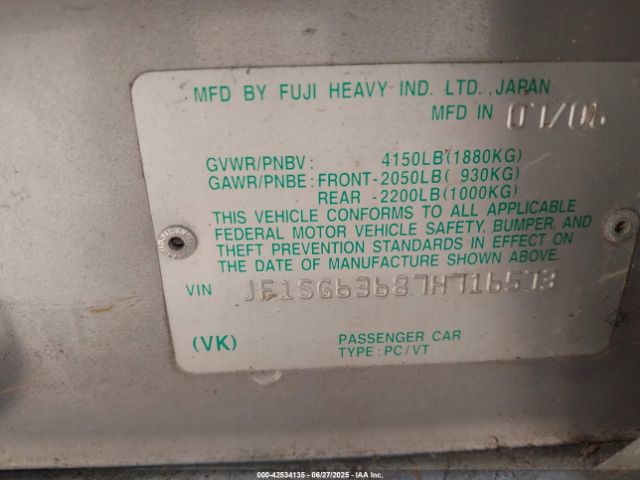 MFD BY FUJI HEAVY IND. LTD., JAPAN
MFD IN 07/06
GVWR/PNBV: 4150LB(1880KG)
GAWR/PNBE: FRONT-2050LB( 930KG)
REAR -2200LB(1000KG)
THIS VEHICLE CONFORMS TO ALL APPLICABLE
FEDERAL MOTOR VEHICLE SAFETY, BUMPER, AND
THEFT PREVENTION STANDARDS IN EFFECT ON
THE DATE OF MANUFACTURE SHOWN ABOVE.
VIN JF1SG63687H716573
(VK) PASSENGER CAR
TYPE: PC/VT
000-42534135 - 06/27/2025 - IAA Inc.